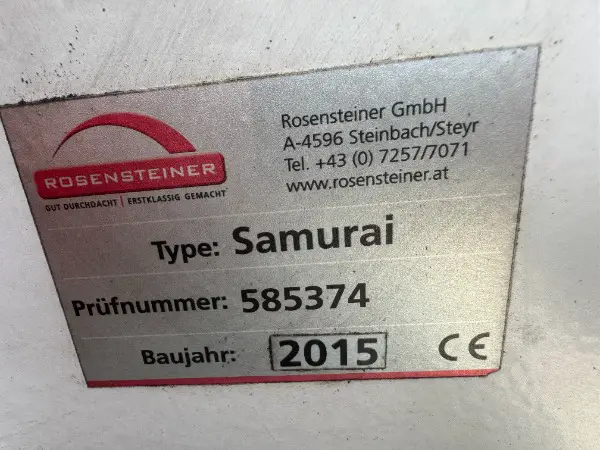 Rosensteiner GmbH
A-4596 Steinbach/Steyr
Tel. +43 (0) 7257/7071
www.rosensteiner.at
ROSENSTEINER
GUT DURCHDACHT | ERSTKLASSIG GEMACHT
Type: Samurai
Prüfnummer: 585374
Baujahr: 2015 CE